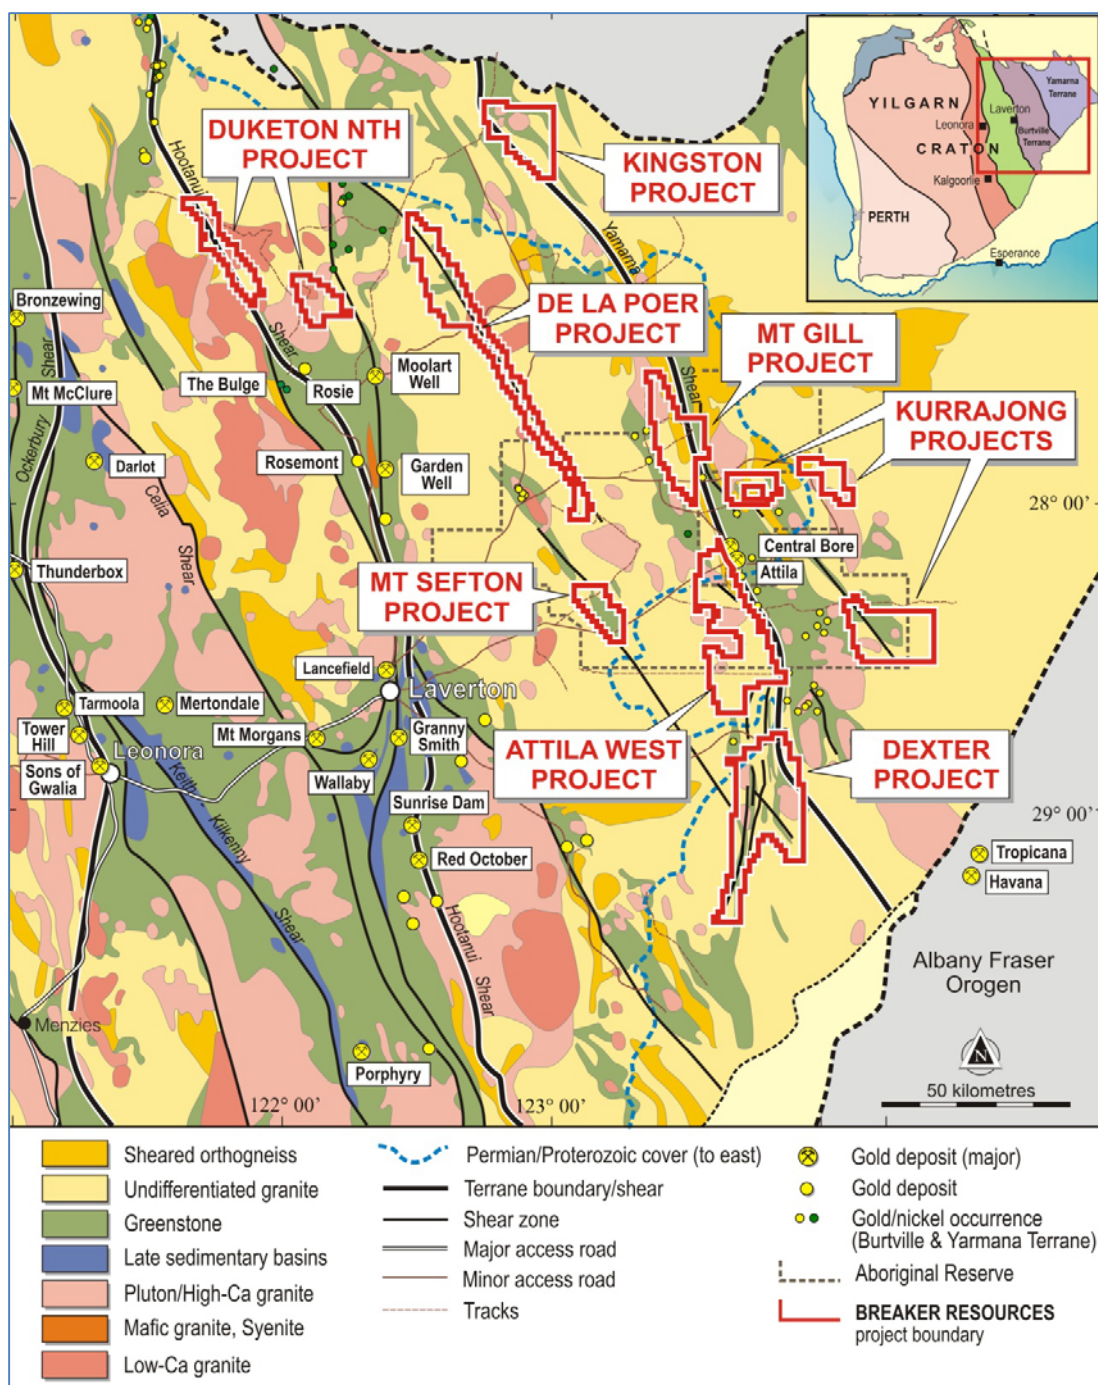 YILGARN
CRATON
Yamarna
Terrane
Laverton
Burtville
Terrane
Leonora
Kalgoorlie
PERTH
Esperance
DUKETON NTH
PROJECT
KINGSTON
PROJECT
Hootanui
Yamarna
DE LA POER
PROJECT
MT GILL
PROJECT
KURRAJONG
PROJECTS
Bronzewing
Shear
Shear
Shear
Mt McClure
The Bulge
Rosie
Moolart
Well
Ockerbury
Darlot
Celia
Rosemont
Garden
Well
28° 00'
Central Bore
Attila
Thunderbox
Shear
MT SEFTON
PROJECT
Lancefield
Laverton
Tarmoola
Mertondale
Tower
Hill
Mt Morgans
Granny
Smith
Leonora
Sons of
Gwalia
Wallaby
ATTILA WEST
PROJECT
DEXTER
PROJECT
Keith
Kilkenny
Shear
Sunrise Dam
29° 00'
Red October
Tropicana
Havana
Hootanui
Shear
Albany Fraser
Orogen
Menzies
Porphyry
N
50 kilometres
122° 00'
123° 00'
Sheared orthogneiss
Undifferentiated granite
Greenstone
Late sedimentary basins
Pluton/High-Ca granite
Mafic granite, Syenite
Low-Ca granite
Permian/Proterozoic cover (to east)
Terrane boundary/shear
Shear zone
Major access road
Minor access road
Tracks
Gold deposit (major)
Gold deposit
Gold/nickel occurrence
(Burtville & Yarmana Terrane)
Aboriginal Reserve
BREAKER RESOURCES
project boundary